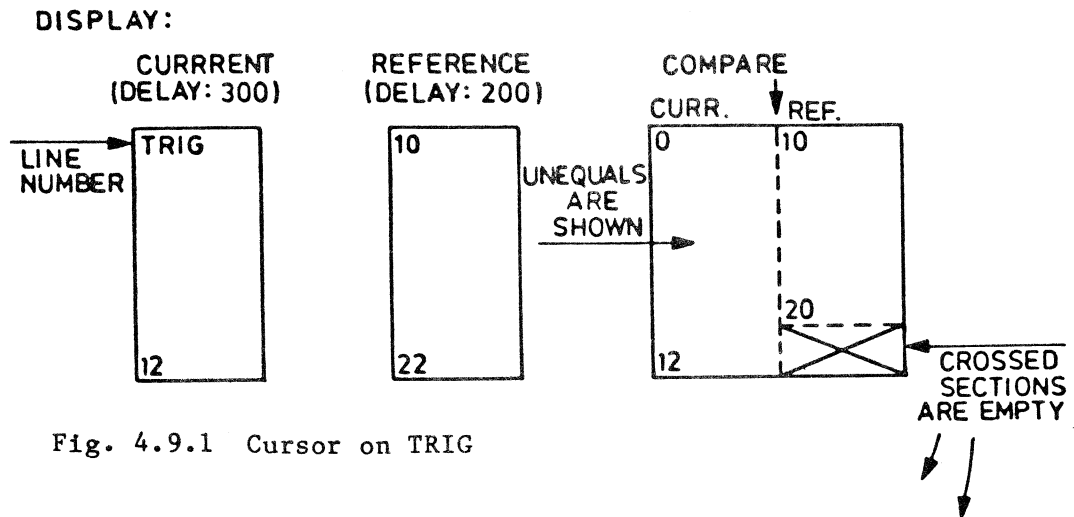 DISPLAY:
CURRRENT
(DELAY: 300)
REFERENCE
(DELAY: 200)
COMPARE
CURR.
REF.
LINE
NUMBER
TRIG
12
10
22
UNEQUALS
ARE
SHOWN
0
10
20
12
CROSSED
SECTIONS
ARE EMPTY
Fig. 4.9.1 Cursor on TRIG